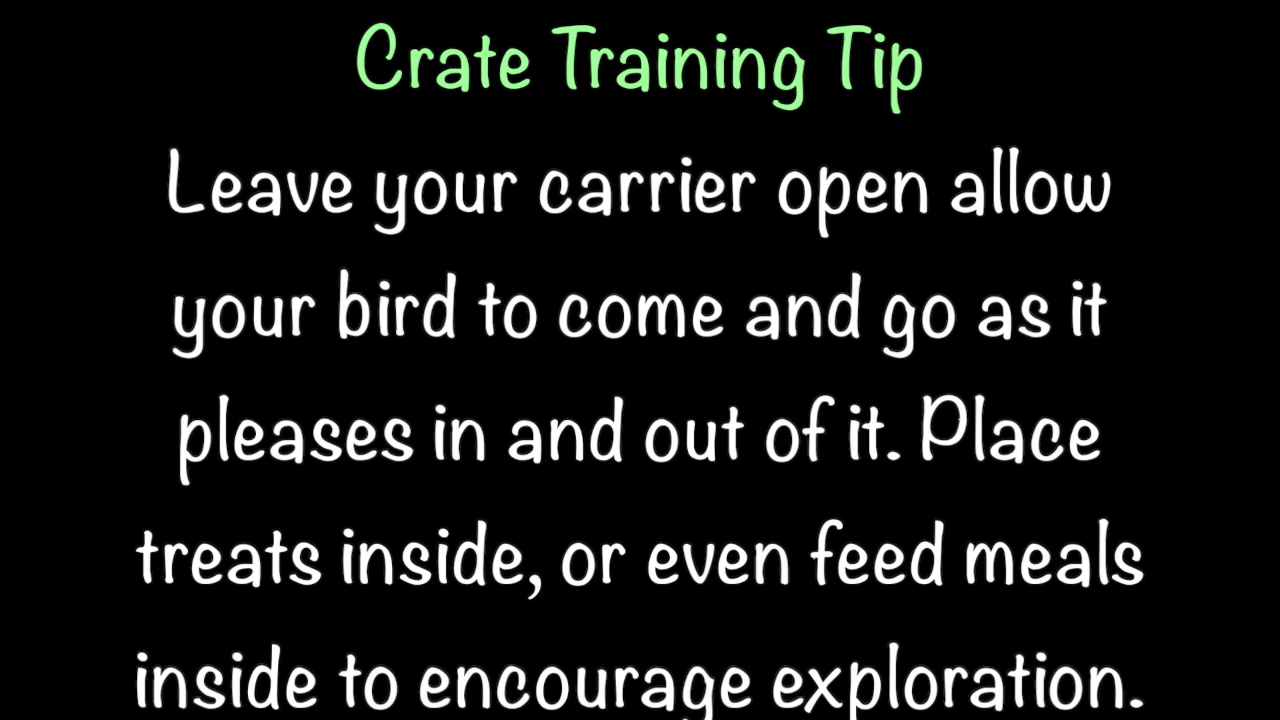 Crate Training Tip
Leave your carrier open allow
your bird to come and go as it
pleases in and out of it. Place
treats inside, or even feed meals
inside to encourage exploration.